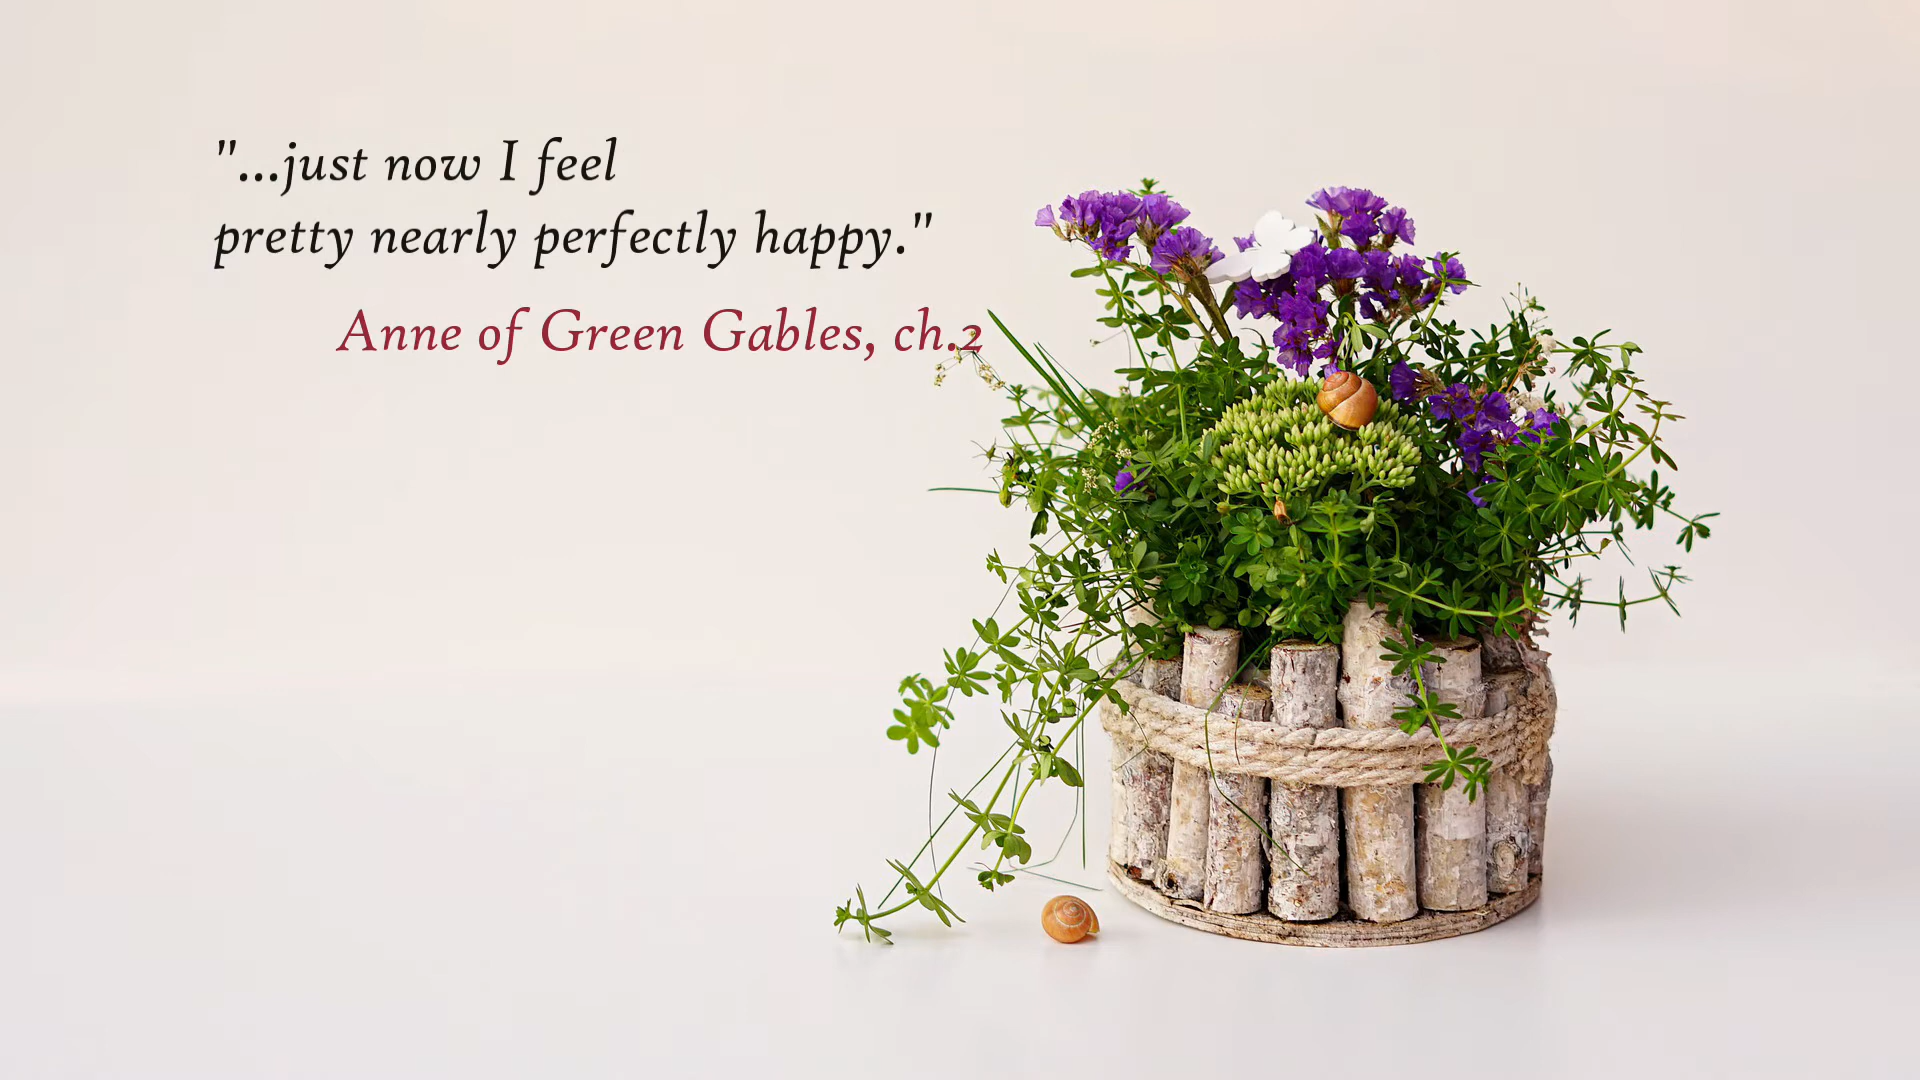 "...just now I feel
pretty nearly perfectly happy."
Anne of Green Gables, ch.2